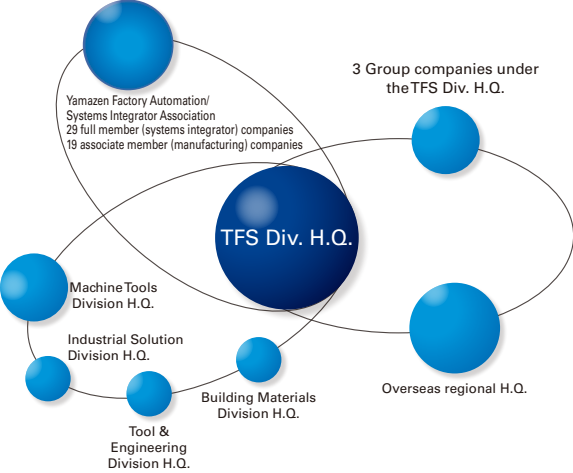 Yamazen Factory Automation/
Systems Integrator Association
29 full member (systems integrator) companies
19 associate member (manufacturing) companies
3 Group companies under
the TFS Div. H.Q.
TFS Div. H.Q.
Machine Tools
Division H.Q.
Industrial Solution
Division H.Q.
Tool &
Engineering
Division H.Q.
Building Materials
Division H.Q.
Overseas regional H.Q.